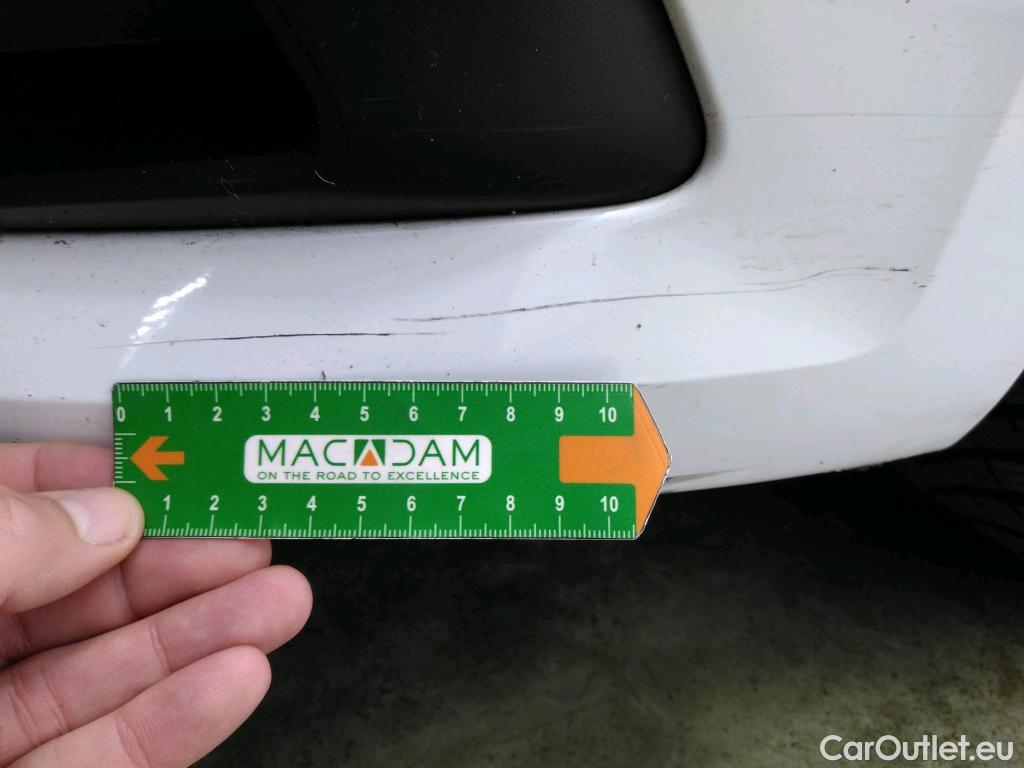 0 1 2 3 4 5 6 7 8 9 10
MACADAM
ON THE ROAD TO EXCELLENCE
1 2 3 4 5 6 7 8 9 10
CarOutlet.eu